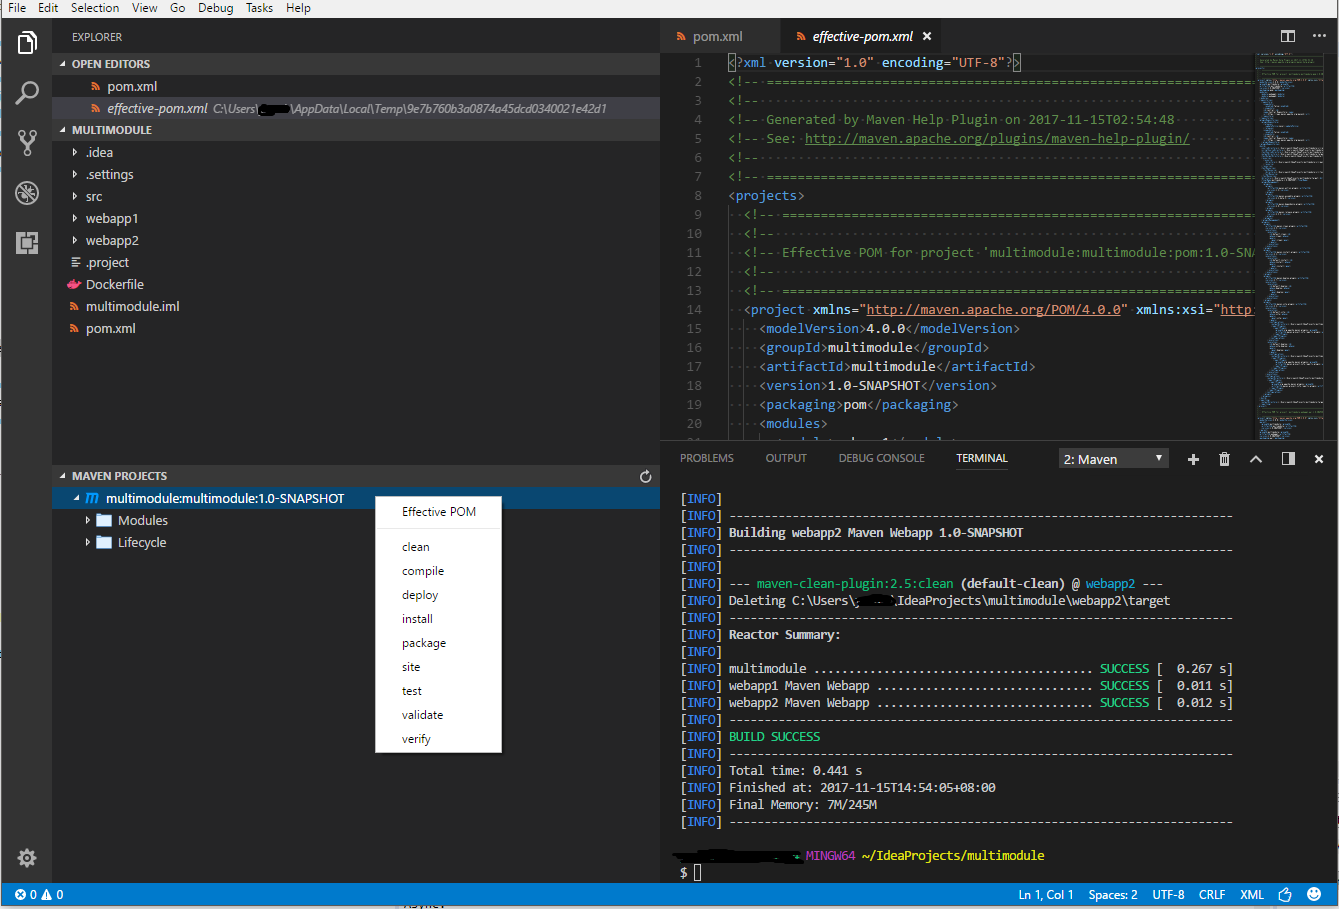 File Edit Selection View Go Debug Tasks Help
EXPLORER
OPEN EDITORS
pom.xml
effective-pom.xml C:\Users\ \AppData\Local\Temp\9e7b760b3a0874a45dcd0340021e42d1
MULTIMODULE
.idea
.settings
src
webapp1
webapp2
.project
Dockerfile
multimodule.iml
pom.xml
MAVEN PROJECTS
multimodule:multimodule:1.0-SNAPSHOT
Modules
Lifecycle
Effective POM
clean
compile
deploy
install
package
site
test
validate
verify
pom.xml effective-pom.xml
1 <?xml version="1.0" encoding="UTF-8"?>
2 <!-- ==============================================================
3 <!--
4 <!-- Generated by Maven Help Plugin on 2017-11-15T02:54:48
5 <!-- See: http://maven.apache.org/plugins/maven-help-plugin/
6 <!--
7 <!-- ==============================================================
8 <projects>
9 <!-- ============================================================
10 <!--
11 <!-- Effective POM for project 'multimodule:multimodule:pom:1.0-SNA
12 <!--
13 <!-- ============================================================
14 <project xmlns="http://maven.apache.org/POM/4.0.0" xmlns:xsi="http:
15 <modelVersion>4.0.0</modelVersion>
16 <groupId>multimodule</groupId>
17 <artifactId>multimodule</artifactId>
18 <version>1.0-SNAPSHOT</version>
19 <packaging>pom</packaging>
20 <modules>
PROBLEMS OUTPUT DEBUG CONSOLE TERMINAL 2: Maven
[INFO]
[INFO] ------------------------------------------------------------------------
[INFO] Building webapp2 Maven Webapp 1.0-SNAPSHOT
[INFO] ------------------------------------------------------------------------
[INFO]
[INFO] --- maven-clean-plugin:2.5:clean (default-clean) @ webapp2 ---
[INFO] Deleting C:\Users\ \IdeaProjects\multimodule\webapp2\target
[INFO] ------------------------------------------------------------------------
[INFO] Reactor Summary:
[INFO]
[INFO] multimodule ........................................ SUCCESS [  0.267 s]
[INFO] webapp1 Maven Webapp ............................... SUCCESS [  0.011 s]
[INFO] webapp2 Maven Webapp ............................... SUCCESS [  0.012 s]
[INFO] ------------------------------------------------------------------------
[INFO] BUILD SUCCESS
[INFO] ------------------------------------------------------------------------
[INFO] Total time: 0.441 s
[INFO] Finished at: 2017-11-15T14:54:05+08:00
[INFO] Final Memory: 7M/245M
[INFO] ------------------------------------------------------------------------
MINGW64 ~/IdeaProjects/multimodule
$
0 0 Ln 1, Col 1 Spaces: 2 UTF-8 CRLF XML